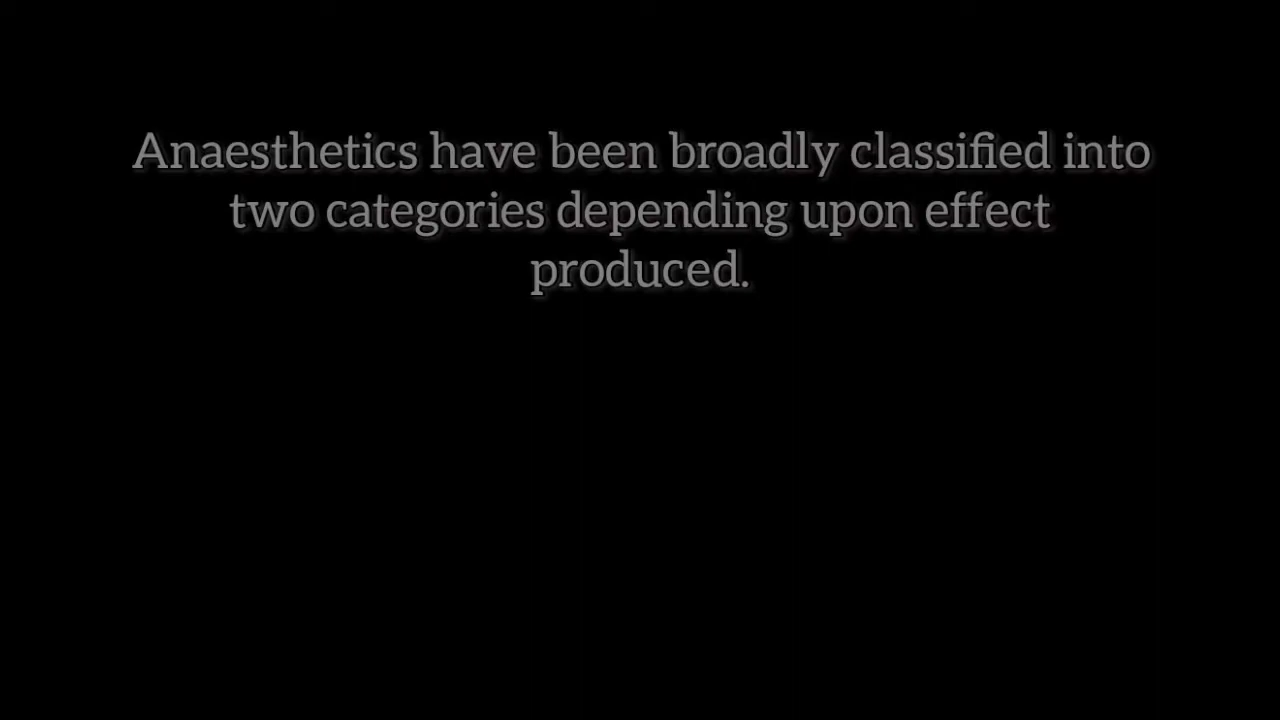 Anaesthetics have been broadly classified into
two categories depending upon effect
produced.